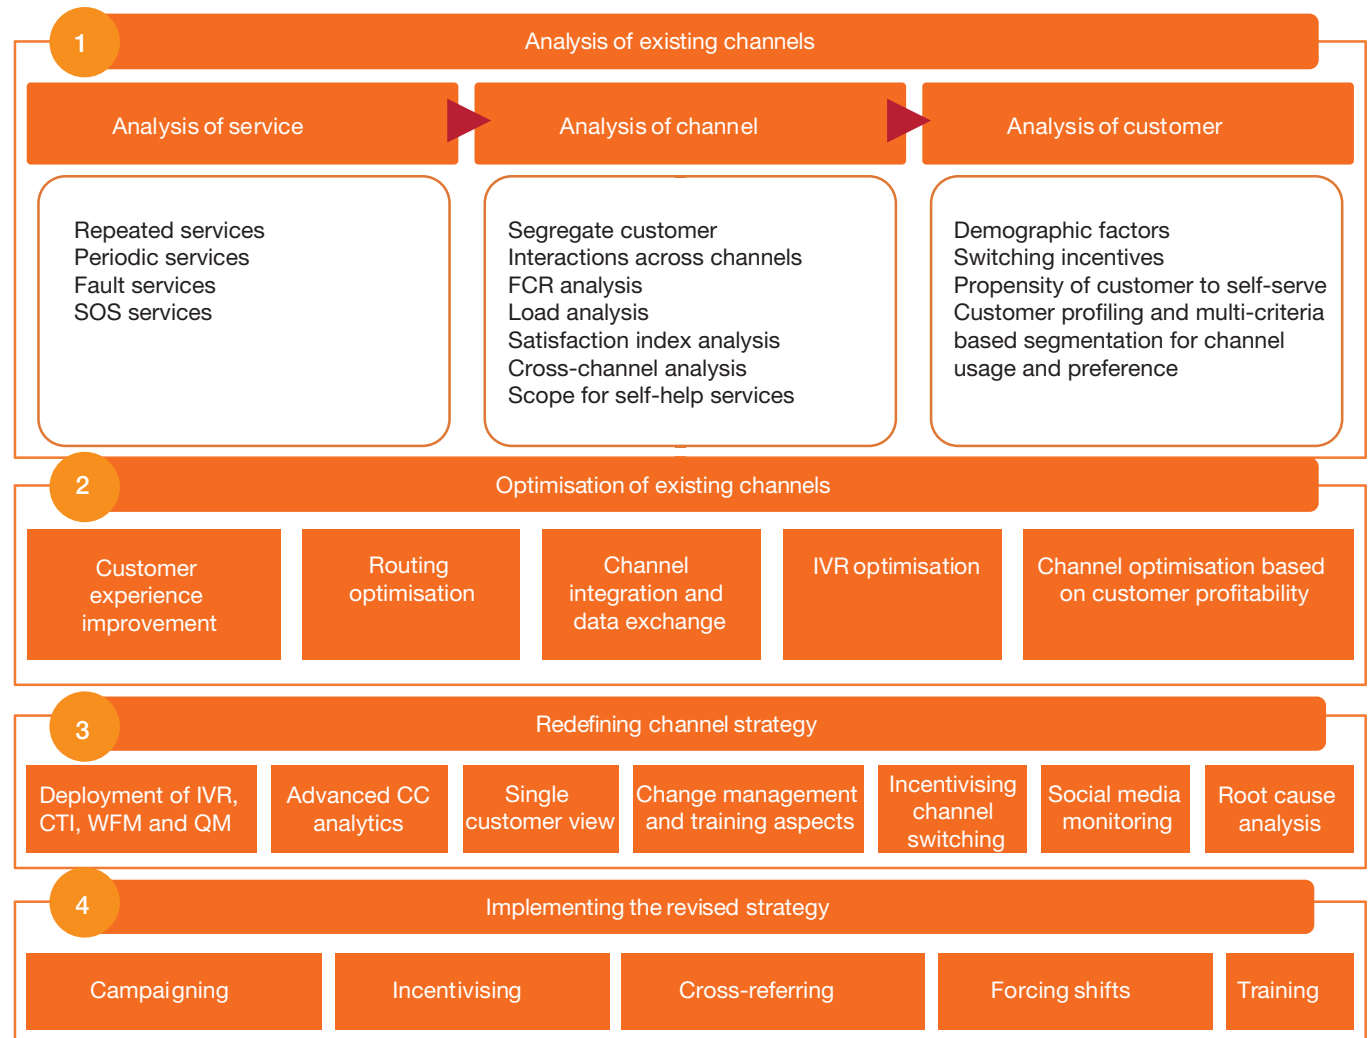 1
Analysis of existing channels
Analysis of service
Analysis of channel
Analysis of customer
Repeated services
Periodic services
Fault services
SOS services
Segregate customer
Interactions across channels
FCR analysis
Load analysis
Satisfaction index analysis
Cross-channel analysis
Scope for self-help services
Demographic factors
Switching incentives
Propensity of customer to self-serve
Customer profiling and multi-criteria
based segmentation for channel
usage and preference
2
Optimisation of existing channels
Customer
experience
improvement
Routing
optimisation
Channel
integration and
data exchange
IVR optimisation
Channel optimisation based
on customer profitability
3
Redefining channel strategy
Deployment of IVR,
CTI, WFM and QM
Advanced CC
analytics
Single
customer view
Change management
and training aspects
Incentivising
channel
switching
Social media
monitoring
Root cause
analysis
4
Implementing the revised strategy
Campaigning
Incentivising
Cross-referring
Forcing shifts
Training